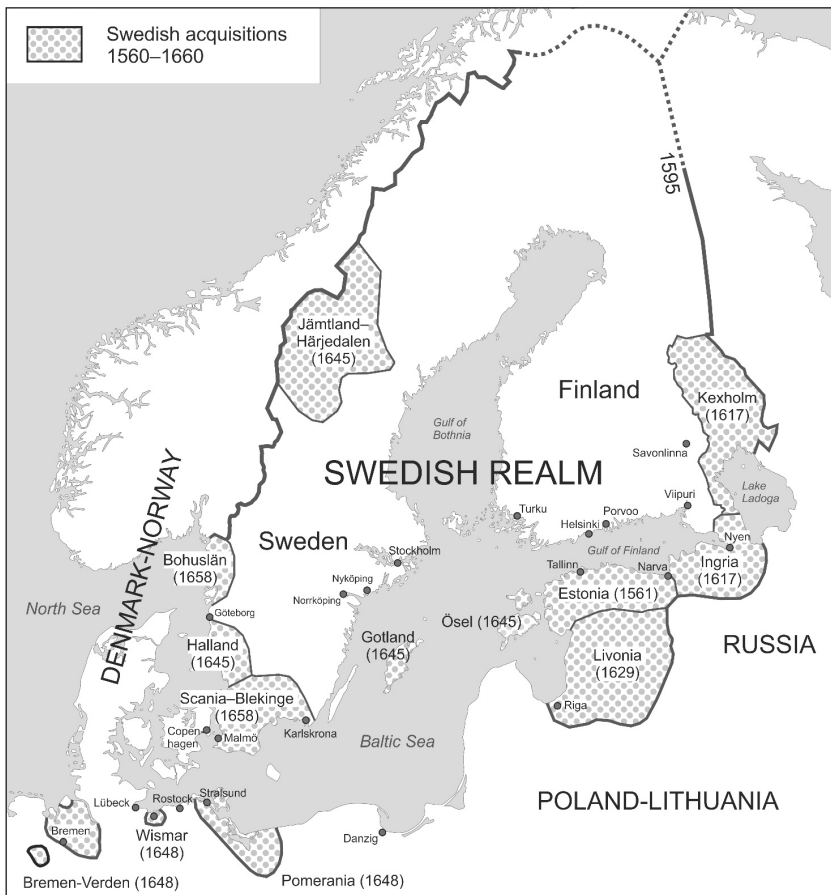 Swedish acquisitions
1560–1660
1595
Jämtland–
Härjedalen
(1645)
Finland
Kexholm
(1617)
Gulf of
Bothnia
Savonlinna
SWEDISH REALM
Lake
Ladoga
Viipuri
Turku
Porvoo
Helsinki
DENMARK-NORWAY
Sweden
Stockholm
Gulf of Finland
Nyen
Bohuslän
(1658)
Tallinn
Narva
Ingria
(1617)
Nyköping
Norrköping
Estonia (1561)
North Sea
Göteborg
Ösel (1645)
Gotland
(1645)
Halland
(1645)
RUSSIA
Livonia
(1629)
Scania–Blekinge
(1658)
Riga
Karlskrona
Copen-
hagen
Malmö
Baltic Sea
Stralsund
Rostock
Lübeck
POLAND-LITHUANIA
Bremen
Wismar
(1648)
Danzig
Bremen-Verden (1648)
Pomerania (1648)